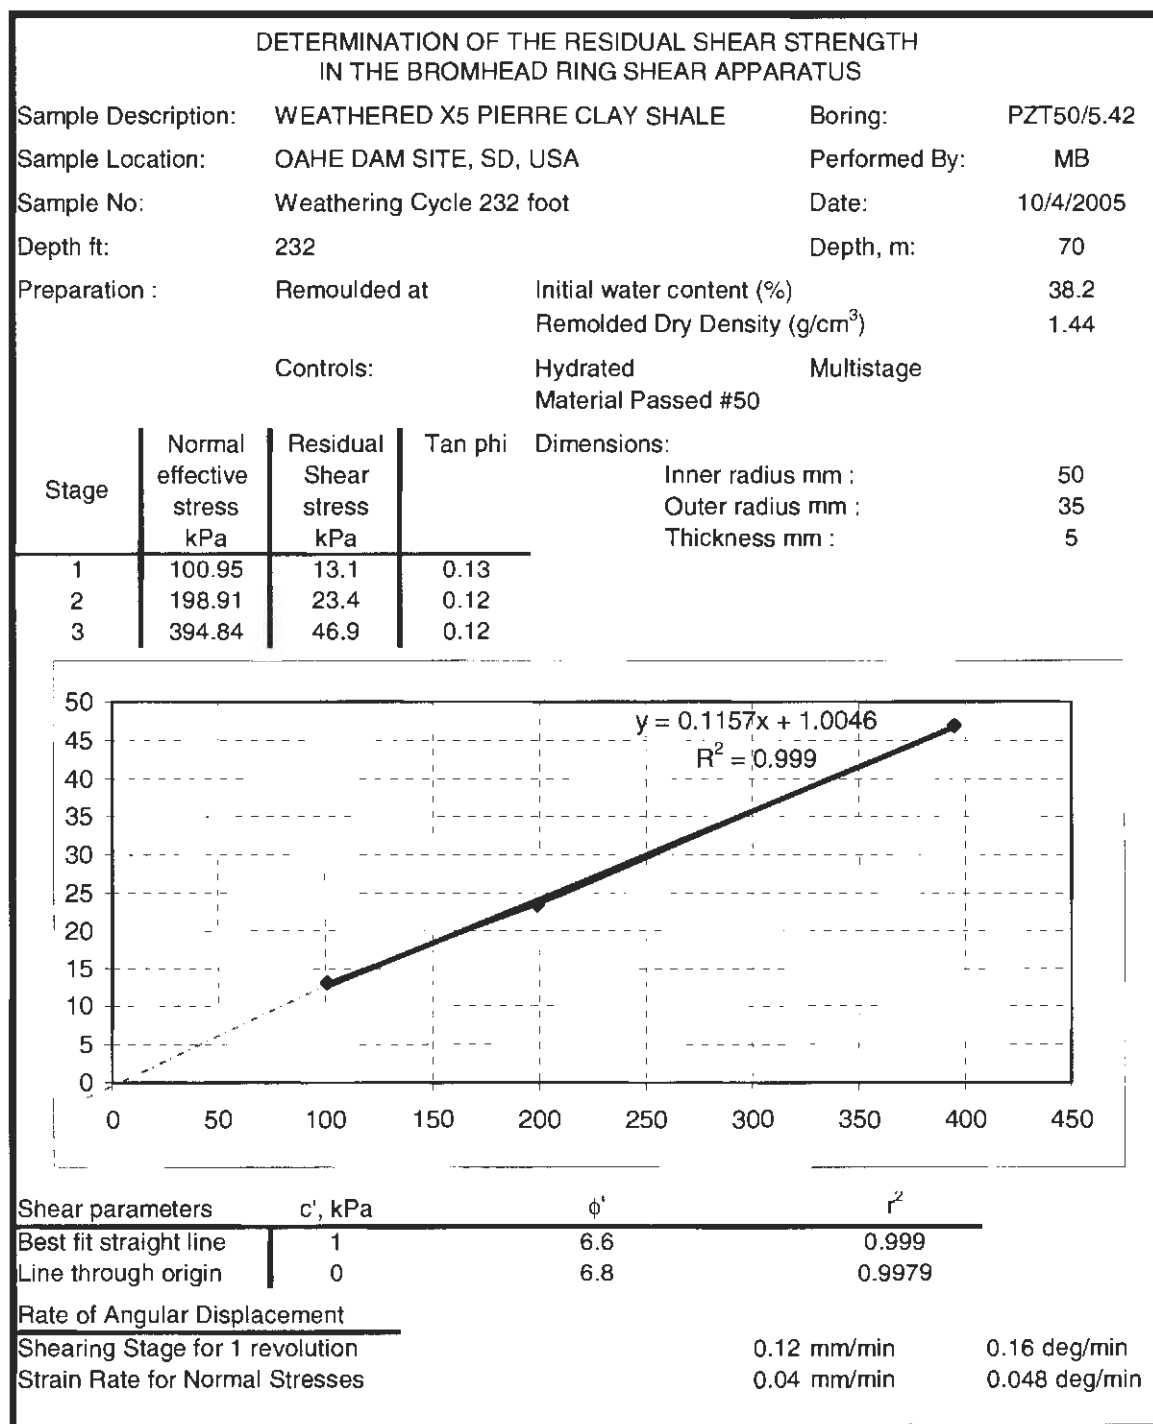 DETERMINATION OF THE RESIDUAL SHEAR STRENGTH
IN THE BROMHEAD RING SHEAR APPARATUS
Sample Description: WEATHERED X5 PIERRE CLAY SHALE Boring: PZT50/5.42
Sample Location: OAHE DAM SITE, SD, USA Performed By: MB
Sample No: Weathering Cycle 232 foot Date: 10/4/2005
Depth ft: 232 Depth, m: 70
Preparation : Remoulded at Initial water content (%) 38.2
Remolded Dry Density (g/cm³) 1.44
Controls: Hydrated Multistage
Material Passed #50
Stage Normal effective stress kPa Residual Shear stress kPa Tan phi
1 100.95 13.1 0.13
2 198.91 23.4 0.12
3 394.84 46.9 0.12
Dimensions:
Inner radius mm : 50
Outer radius mm : 35
Thickness mm : 5
y = 0.1157x + 1.0046
R² = 0.999
50
45
40
35
30
25
20
15
10
5
0
0 50 100 150 200 250 300 350 400 450
Shear parameters c', kPa ϕ' r²
Best fit straight line 1 6.6 0.999
Line through origin 0 6.8 0.9979
Rate of Angular Displacement
Shearing Stage for 1 revolution 0.12 mm/min 0.16 deg/min
Strain Rate for Normal Stresses 0.04 mm/min 0.048 deg/min